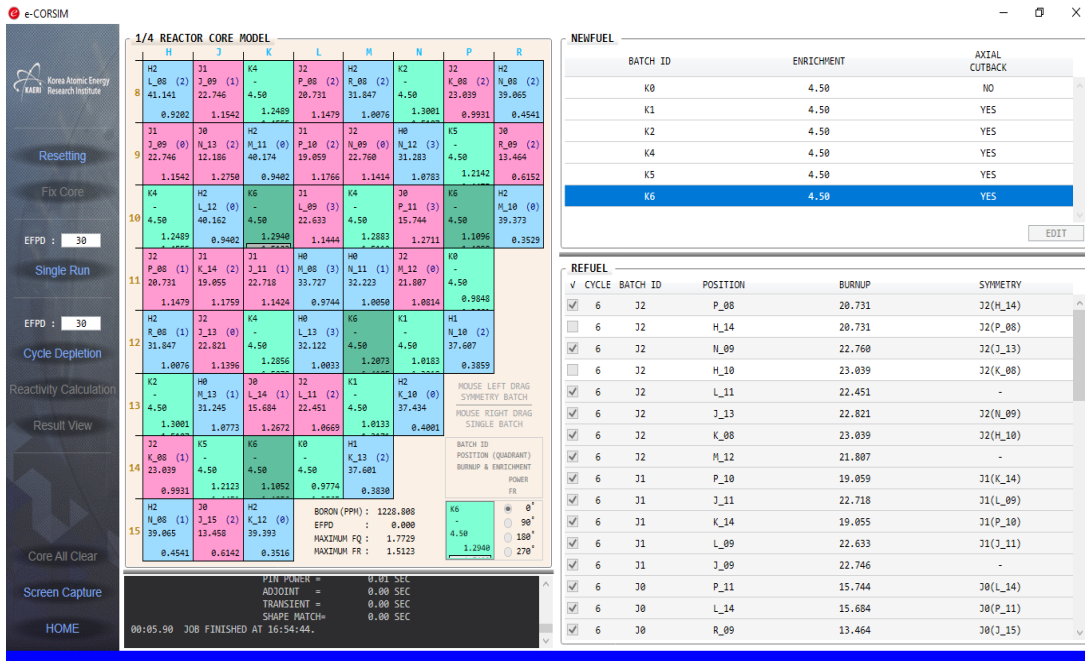 e-CORSIM
KAERI Korea Atomic Energy Research Institute
Resetting
Fix Core
EFPD : 30
Single Run
EFPD : 30
Cycle Depletion
Reactivity Calculation
Result View
Core All Clear
Screen Capture
HOME
1/4 REACTOR CORE MODEL
H J K L M N P R
8
H2 J1 K4 J2 H2 K2 J2 H2
L_08 (2) J_09 (1) - P_08 (2) R_08 (2) - K_08 (2) N_08 (2)
41.141 22.746 4.50 20.731 31.847 4.50 23.039 39.065
0.9202 1.1542 1.2489 1.1479 1.0076 1.3001 0.9931 0.4541
9
J1 J0 H2 J1 J2 H0 K5 J0
J_09 (0) N_13 (2) M_11 (0) P_10 (2) N_09 (0) N_12 (3) - R_09 (2)
22.746 12.186 40.174 19.059 22.760 31.283 4.50 13.464
1.1542 1.2750 0.9402 1.1766 1.1414 1.0783 1.2142 0.6152
10
K4 H2 K6 J1 K4 J0 K6 H2
- L_12 (0) - L_09 (3) - P_11 (3) - M_10 (0)
4.50 40.162 4.50 22.633 4.50 15.744 4.50 39.373
1.2489 0.9402 1.2940 1.1444 1.2883 1.2711 1.1096 0.3529
11
J2 J1 J1 H0 H0 J2 K0
P_08 (1) K_14 (2) J_11 (1) M_08 (3) N_11 (1) M_12 (0) -
20.731 19.055 22.718 33.727 32.223 21.807 4.50
1.1479 1.1759 1.1424 0.9744 1.0050 1.0814 0.9848
12
H2 J2 K4 H0 K6 K1 H1
R_08 (1) J_13 (0) - L_13 (3) - - N_10 (2)
31.847 22.821 4.50 32.122 4.50 4.50 37.607
1.0076 1.1396 1.2856 1.0033 1.2073 1.0183 0.3859
13
K2 H0 J0 J2 K1 H2
- M_13 (1) L_14 (1) L_11 (2) - K_10 (0)
4.50 31.245 15.684 22.451 4.50 37.434
1.3001 1.0773 1.2672 1.0669 1.0133 0.4001
MOUSE LEFT DRAG
SYMMETRY BATCH
MOUSE RIGHT DRAG
SINGLE BATCH
14
J2 K5 K6 K0 H1
K_08 (1) - - - K_13 (2)
23.039 4.50 4.50 4.50 37.601
0.9931 1.2123 1.1052 0.9774 0.3830
BATCH ID
POSITION (QUADRANT)
BURNUP & ENRICHMENT
POWER
FR
15
H2 J0 H2
N_08 (1) J_15 (2) K_12 (0)
39.065 13.458 39.393
0.4541 0.6142 0.3516
BORON(PPM) : 1228.808
EFPD : 0.000
MAXIMUM FQ : 1.7729
MAXIMUM FR : 1.5123
K6
-
4.50
1.2940
0°
90°
180°
270°
PIN POWER = 0.01 SEC
ADJOINT = 0.00 SEC
TRANSIENT = 0.00 SEC
SHAPE MATCH= 0.00 SEC
00:05.90 JOB FINISHED AT 16:54:44.
NEWFUEL
BATCH ID ENRICHMENT AXIAL CUTBACK
K0 4.50 NO
K1 4.50 YES
K2 4.50 YES
K4 4.50 YES
K5 4.50 YES
K6 4.50 YES
EDIT
REFUEL
√ CYCLE BATCH ID POSITION BURNUP SYMMETRY
6 J2 P_08 20.731 J2(H_14)
6 J2 H_14 20.731 J2(P_08)
6 J2 N_09 22.760 J2(J_13)
6 J2 H_10 23.039 J2(K_08)
6 J2 L_11 22.451 -
6 J2 J_13 22.821 J2(N_09)
6 J2 K_08 23.039 J2(H_10)
6 J2 M_12 21.807 -
6 J1 P_10 19.059 J1(K_14)
6 J1 J_11 22.718 J1(L_09)
6 J1 K_14 19.055 J1(P_10)
6 J1 L_09 22.633 J1(J_11)
6 J1 J_09 22.746 -
6 J0 P_11 15.744 J0(L_14)
6 J0 L_14 15.684 J0(P_11)
6 J0 R_09 13.464 J0(J_15)